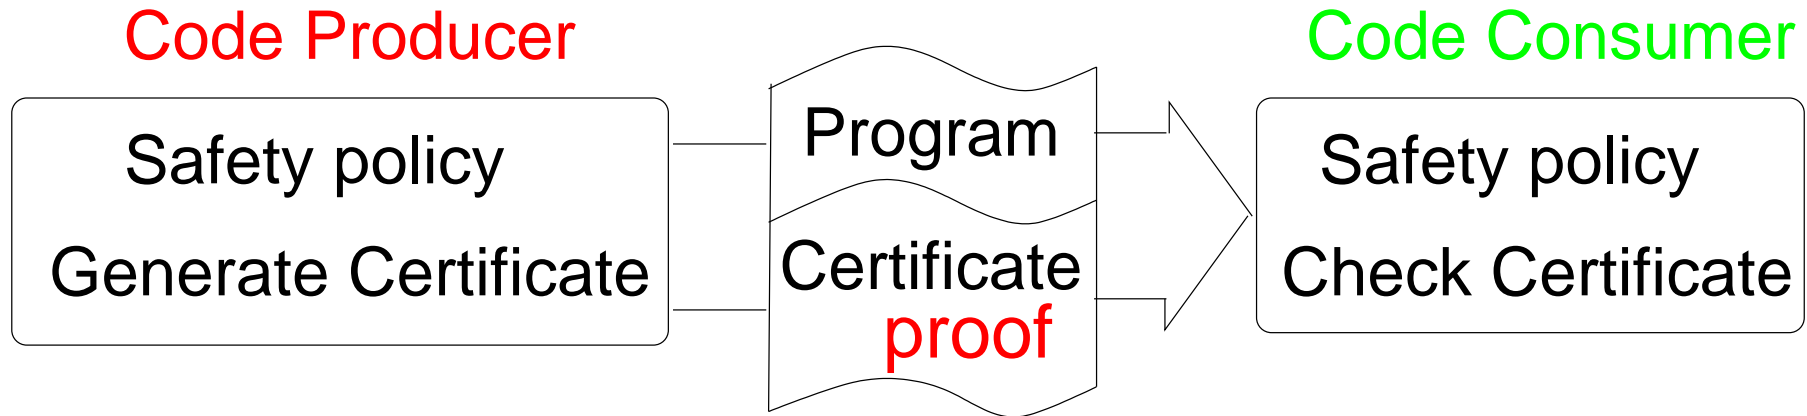 Code Producer
Safety policy
Generate Certificate
Program
Certificate
proof
Code Consumer
Safety policy
Check Certificate